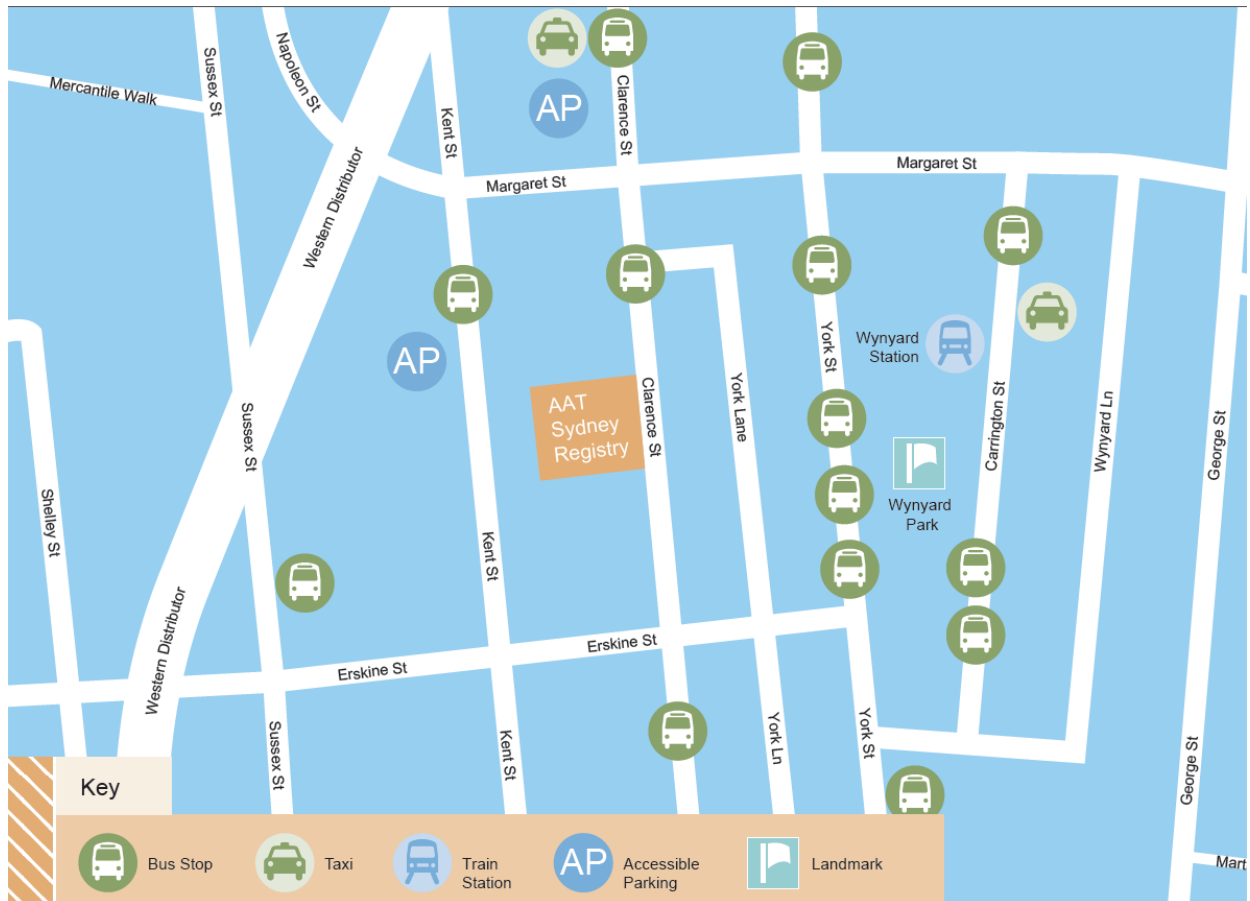 Mercantile Walk
Sussex St
Napoleon St
Kent St
AP
Clarence St
Margaret St
Margaret St
Western Distributor
AP
AAT
Sydney
Registry
Clarence St
York Lane
York St
Wynyard
Station
Wynyard
Park
Carrington St
Wynyard Ln
George St
Sussex St
Shelley St
Kent St
Western Distributor
Erskine St
Erskine St
Sussex St
Kent St
York Ln
York St
George St
Mart
Key
Bus Stop
Taxi
Train
Station
AP
Accessible
Parking
Landmark